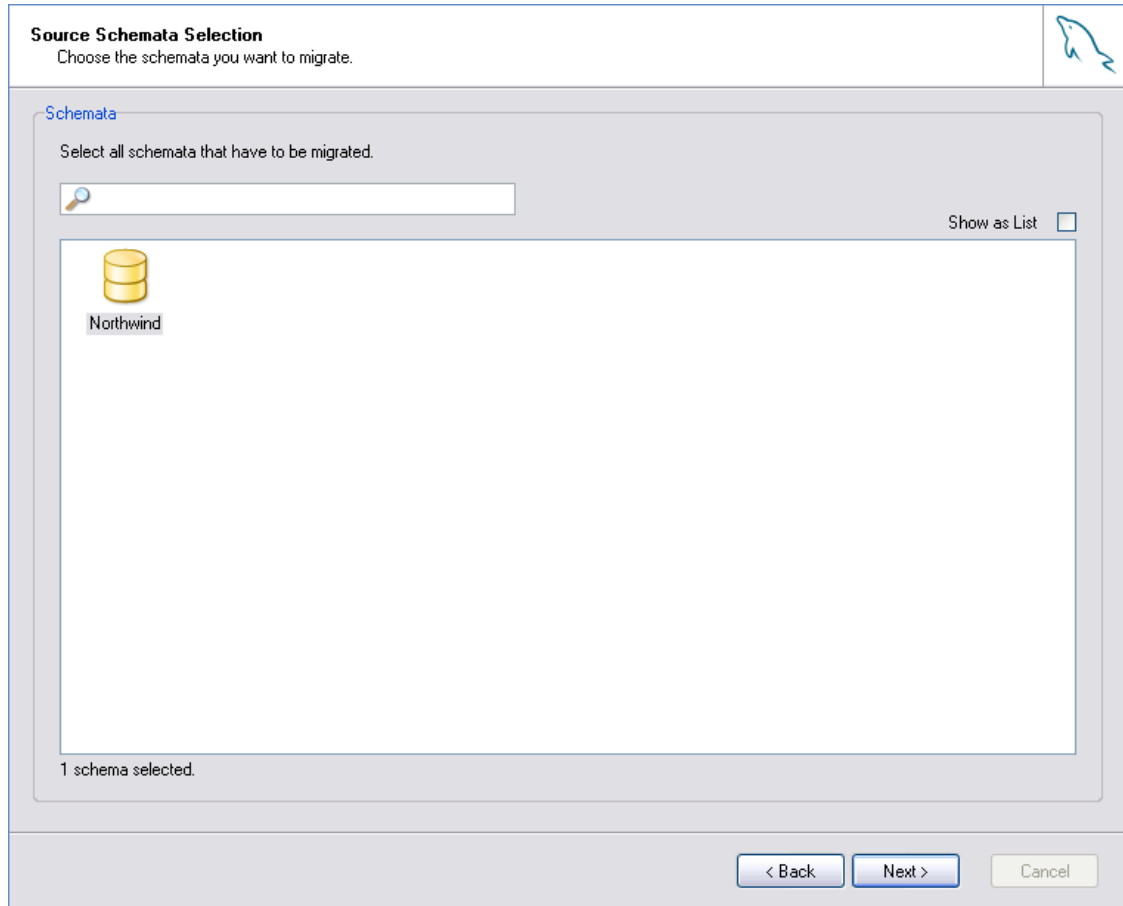 Source Schemata Selection
Choose the schemata you want to migrate.
Schemata
Select all schemata that have to be migrated.
Show as List
Northwind
1 schema selected.
< Back
Next >
Cancel